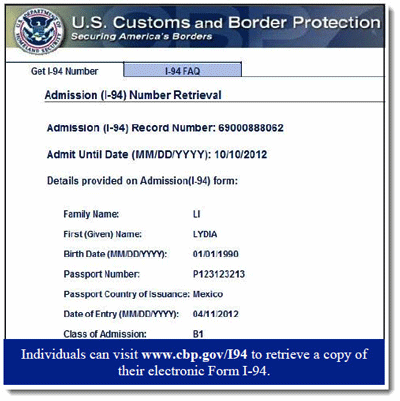 U.S. Customs and Border Protection
Securing America's Borders
Get I-94 Number I-94 FAQ
Admission (I-94) Number Retrieval
Admission (I-94) Record Number: 69000888062
Admit Until Date (MM/DD/YYYY): 10/10/2012
Details provided on Admission(I-94) form:
Family Name: LI
First (Given) Name: LYDIA
Birth Date (MM/DD/YYYY): 01/01/1990
Passport Number: P123123213
Passport Country of Issuance: Mexico
Date of Entry (MM/DD/YYYY): 04/11/2012
Class of Admission: B1
Individuals can visit www.cbp.gov/I94 to retrieve a copy of
their electronic Form I-94.